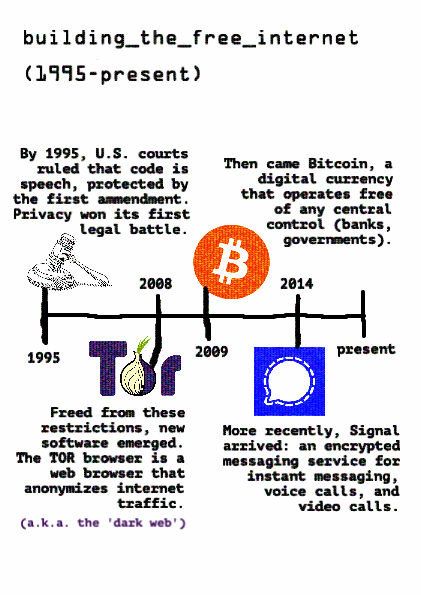 building_the_free_internet
(1995-present)
By 1995, U.S. courts
ruled that code is
speech, protected by
the first ammendment.
Privacy won its first
legal battle.
Then came Bitcoin, a
digital currency
that operates free
of any central
control (banks,
governments).
2008
2014
1995
2009
present
Tor
Freed from these
restrictions, new
software emerged.
The TOR browser is a
web browser that
anonymizes internet
traffic.
(a.k.a. the 'dark web')
More recently, Signal
arrived: an encrypted
messaging service for
instant messaging,
voice calls, and
video calls.